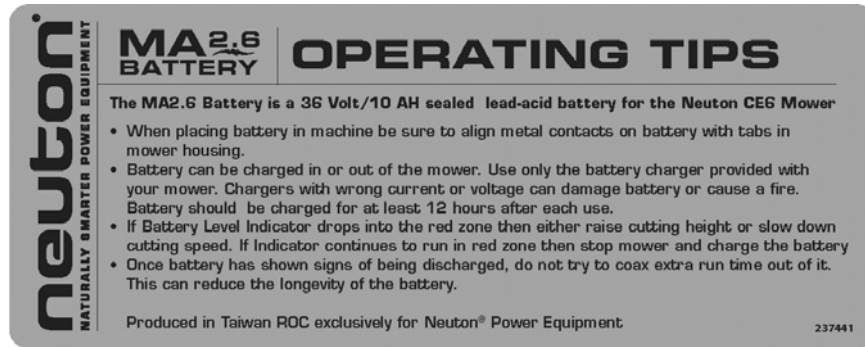 neuton®
NATURALLY SMARTER POWER EQUIPMENT
MA2.6
BATTERY
OPERATING TIPS
The MA2.6 Battery is a 36 Volt/10 AH sealed lead-acid battery for the Neuton CE6 Mower
• When placing battery in machine be sure to align metal contacts on battery with tabs in
mower housing.
• Battery can be charged in or out of the mower. Use only the battery charger provided with
your mower. Chargers with wrong current or voltage can damage battery or cause a fire.
Battery should be charged for at least 12 hours after each use.
• If Battery Level Indicator drops into the red zone then either raise cutting height or slow down
cutting speed. If Indicator continues to run in red zone then stop mower and charge the battery
• Once battery has shown signs of being discharged, do not try to coax extra run time out of it.
This can reduce the longevity of the battery.
Produced in Taiwan ROC exclusively for Neuton® Power Equipment
237441